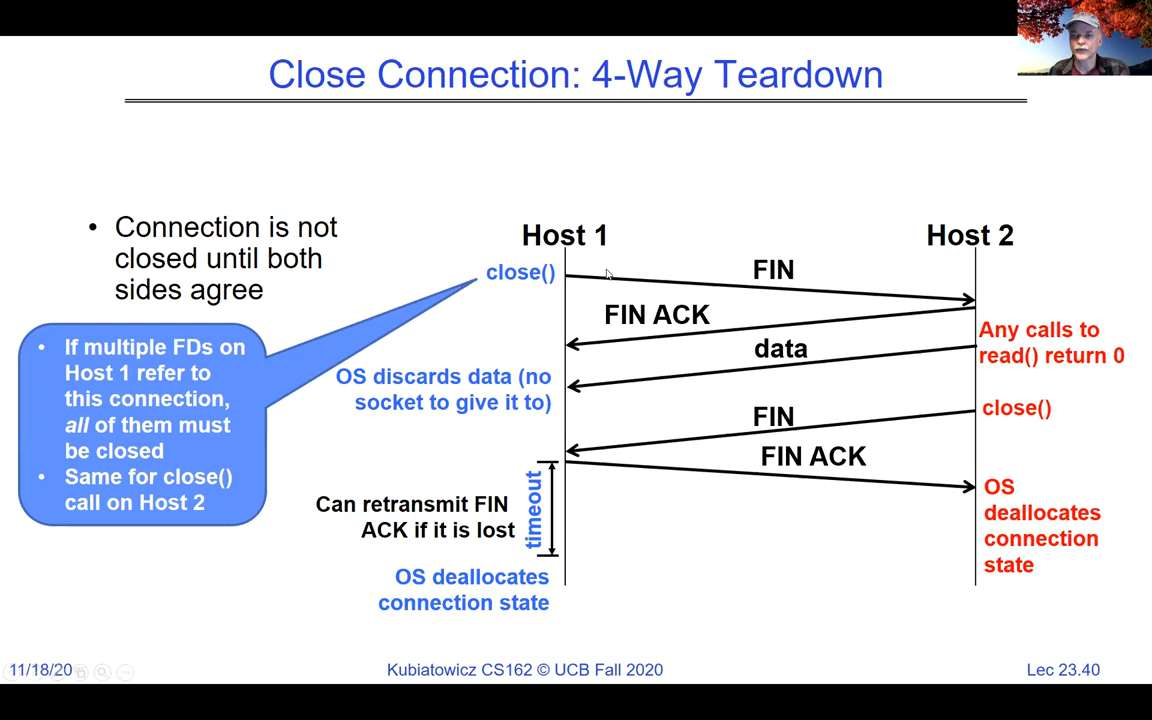 Close Connection: 4-Way Teardown
• Connection is not
closed until both
sides agree
• If multiple FDs on
Host 1 refer to
this connection,
all of them must
be closed
• Same for close()
call on Host 2
Host 1
Host 2
close()
FIN
FIN ACK
Any calls to
read() return 0
data
OS discards data (no
socket to give it to)
close()
FIN
FIN ACK
timeout
Can retransmit FIN
ACK if it is lost
OS
deallocates
connection
state
OS deallocates
connection state
11/18/20
Kubiatowicz CS162 © UCB Fall 2020
Lec 23.40